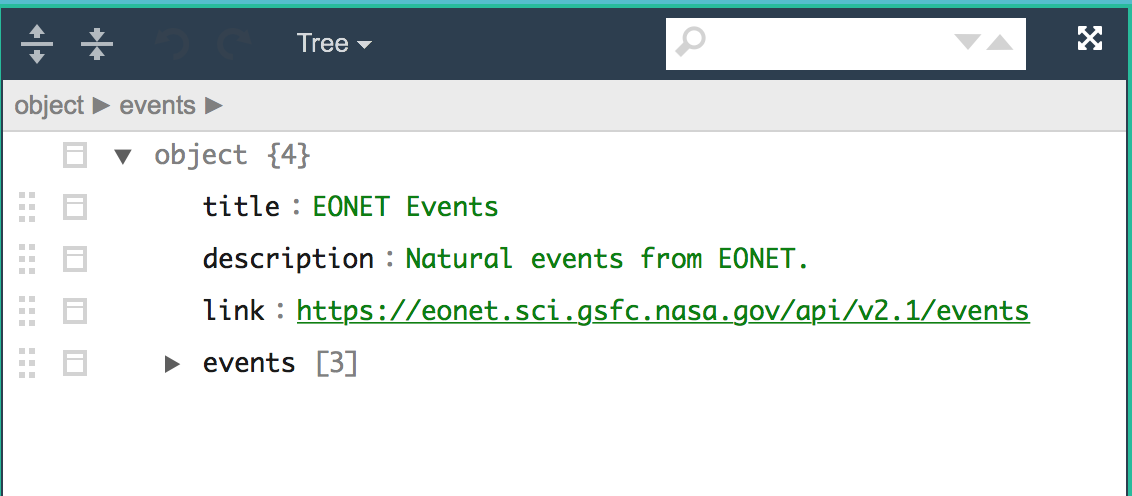 Tree
object ▶ events ▶
object {4}
title : EONET Events
description : Natural events from EONET.
link : https://eonet.sci.gsfc.nasa.gov/api/v2.1/events
events [3]